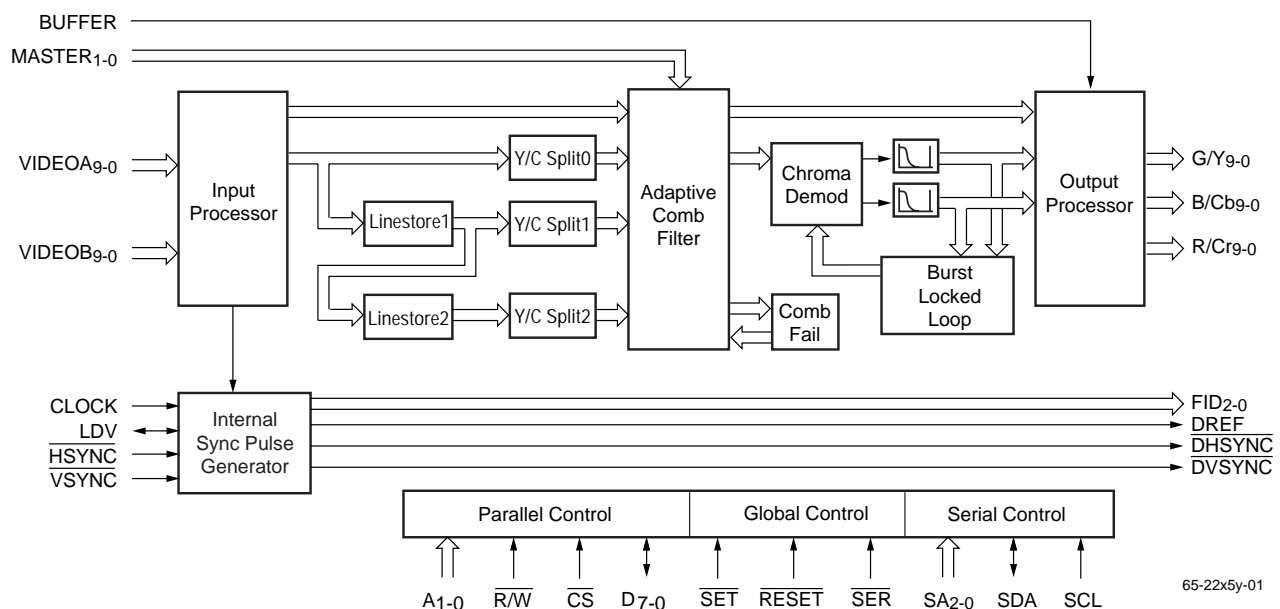 BUFFER
MASTER1-0
VIDEOA9-0
VIDEOB9-0
Input
Processor
Linestore1
Linestore2
Y/C Split0
Y/C Split1
Y/C Split2
Adaptive
Comb
Filter
Chroma
Demod
Comb
Fail
Burst
Locked
Loop
Output
Processor
G/Y9-0
B/Cb9-0
R/Cr9-0
CLOCK
LDV
HSYNC
VSYNC
Internal
Sync Pulse
Generator
FID2-0
DREF
DHSYNC
DVSYNC
Parallel Control
Global Control
Serial Control
A1-0
R/W
CS
D7-0
SET
RESET
SER
SA2-0
SDA
SCL
65-22x5y-01